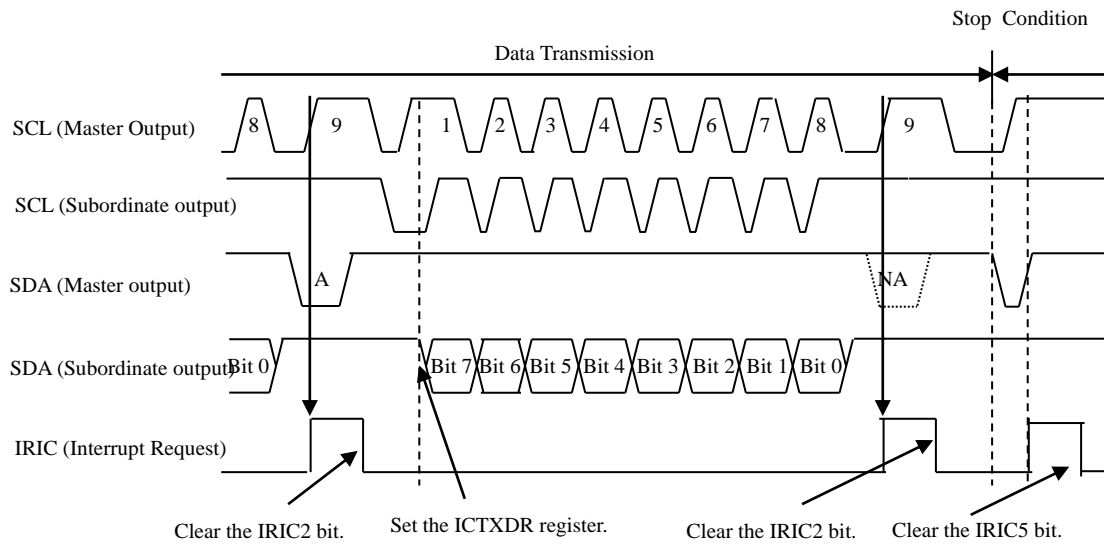 Stop Condition
Data Transmission
SCL (Master Output)
8 9 1 2 3 4 5 6 7 8 9
SCL (Subordinate output)
SDA (Master output)
A NA
SDA (Subordinate output)
Bit 0 Bit 7 Bit 6 Bit 5 Bit 4 Bit 3 Bit 2 Bit 1 Bit 0
IRIC (Interrupt Request)
Clear the IRIC2 bit. Set the ICTXDR register. Clear the IRIC2 bit. Clear the IRIC5 bit.